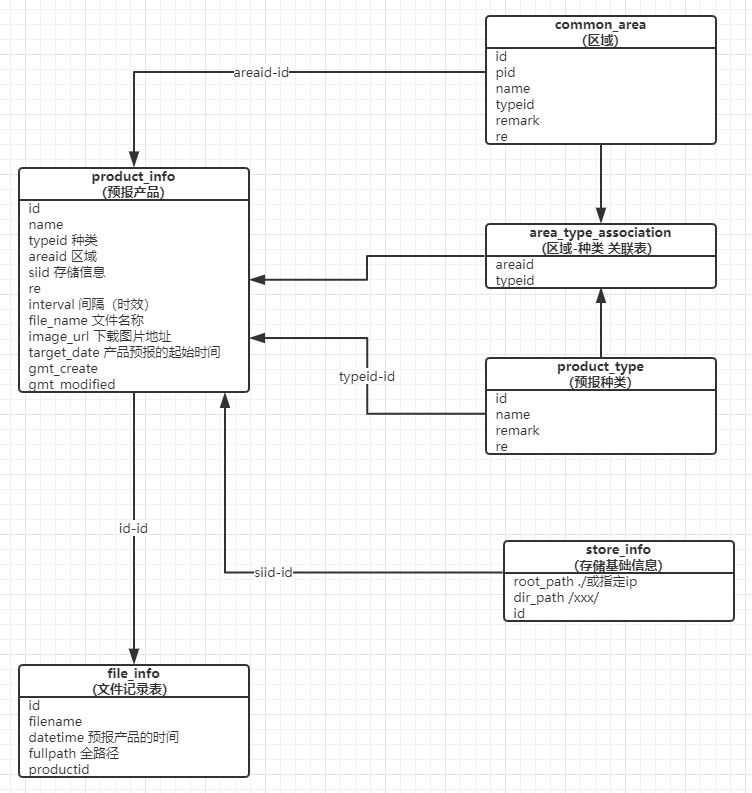 common_area
(区域)
id
pid
name
typeid
remark
re
areaid-id
product_info
(预报产品)
id
name
typeid 种类
areaid 区域
siid 存储信息
re
interval 间隔（时效）
file_name 文件名称
image_url 下载图片地址
target_date 产品预报的起始时间
gmt_create
gmt_modified
area_type_association
(区域-种类 关联表)
areaid
typeid
typeid-id
product_type
(预报种类)
id
name
remark
re
id-id
siid-id
store_info
(存储基础信息)
root_path ./或指定ip
dir_path /xxx/
id
file_info
(文件记录表)
id
filename
datetime 预报产品的时间
fullpath 全路径
productid